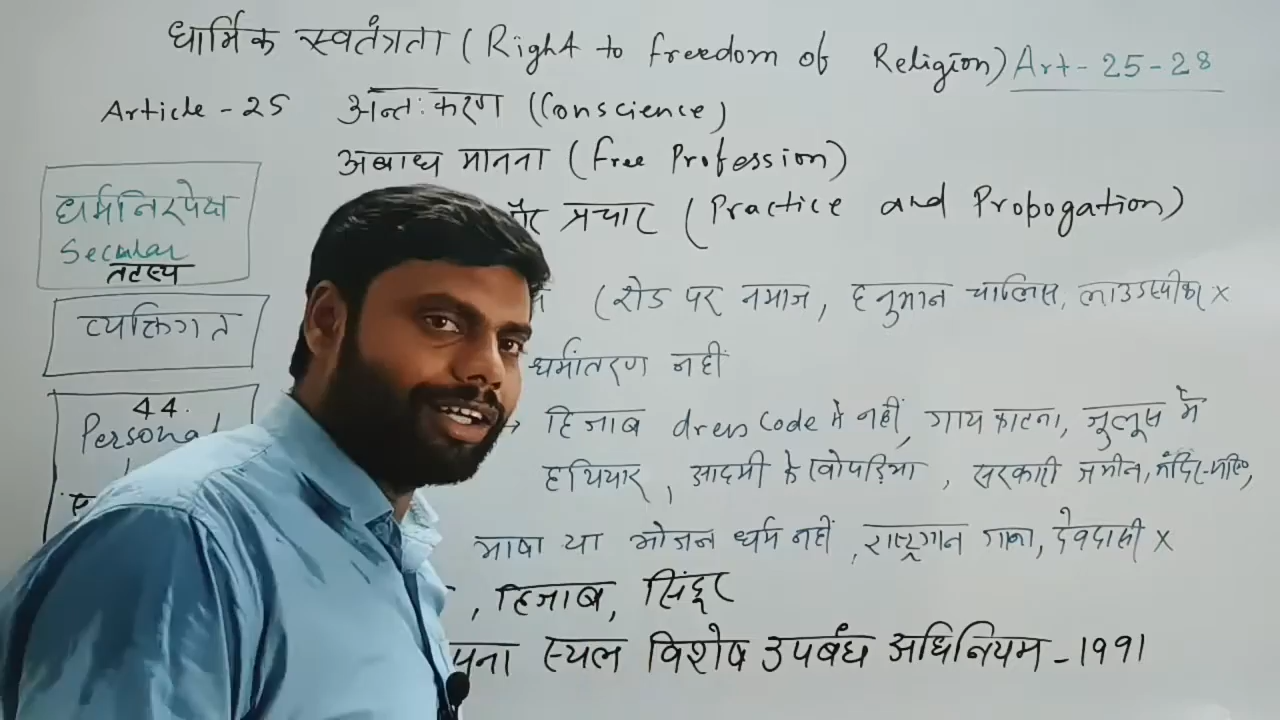 धार्मिक स्वतंत्रता (Right to freedom of Religion) Art - 25 - 28
Article - 25 अन्तःकरण (Conscience)
अबाध मानना (free Profession)
प्रचार (Practice and Propogation)
धर्मनिरपेक्ष
Secular
तटस्थ
(रोड पर नमाज, हनुमान चालिस, लाउडस्पीकर ×
व्यक्तिगत
धर्मांतरण नहीं
44.
Personal
→ हिजाब dress code में नहीं, गाय काटना, जुलूस में
हथियार, आदमी के खोपड़िया, सरकारी जमीन,
भाषा या भोजन धर्म नहीं, राष्ट्रगान गाना, देवदासी ×
, हिजाब, सिंदूर
स्थल विशेष उपबंध अधिनियम - 1991